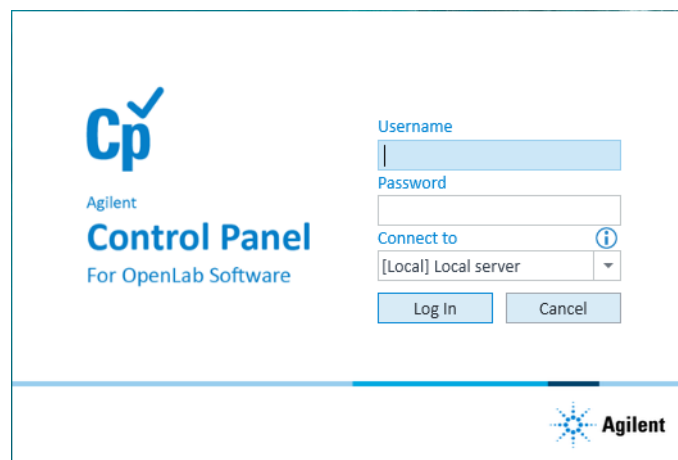 Cp
Agilent
Control Panel
For OpenLab Software
Username
Password
Connect to
[Local] Local server
Log In Cancel
Agilent